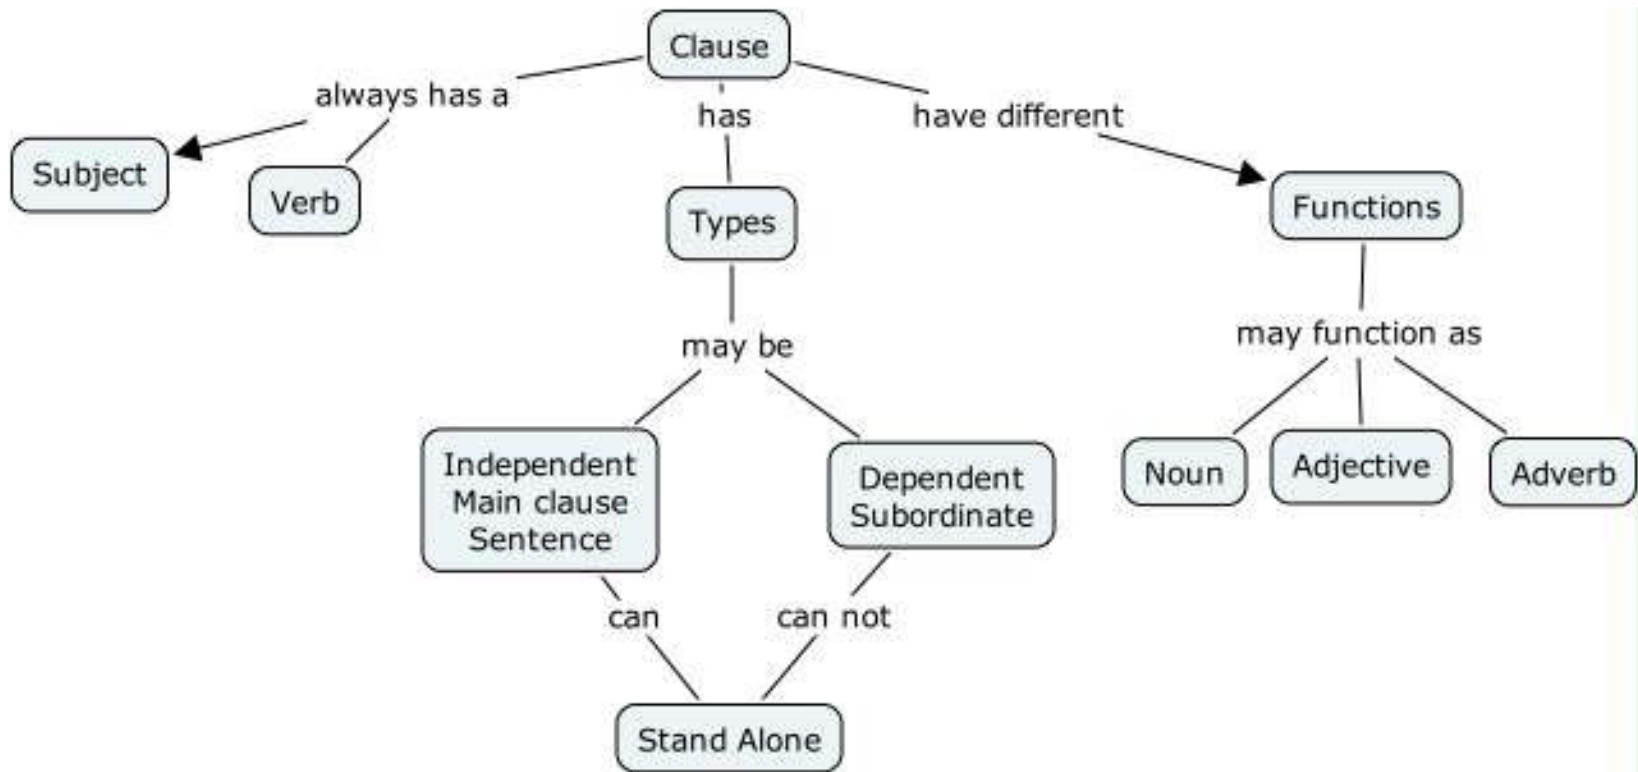 Clause
always has a
has
have different
Subject
Verb
Types
Functions
may be
may function as
Independent
Main clause
Sentence
Dependent
Subordinate
Noun
Adjective
Adverb
can
can not
Stand Alone